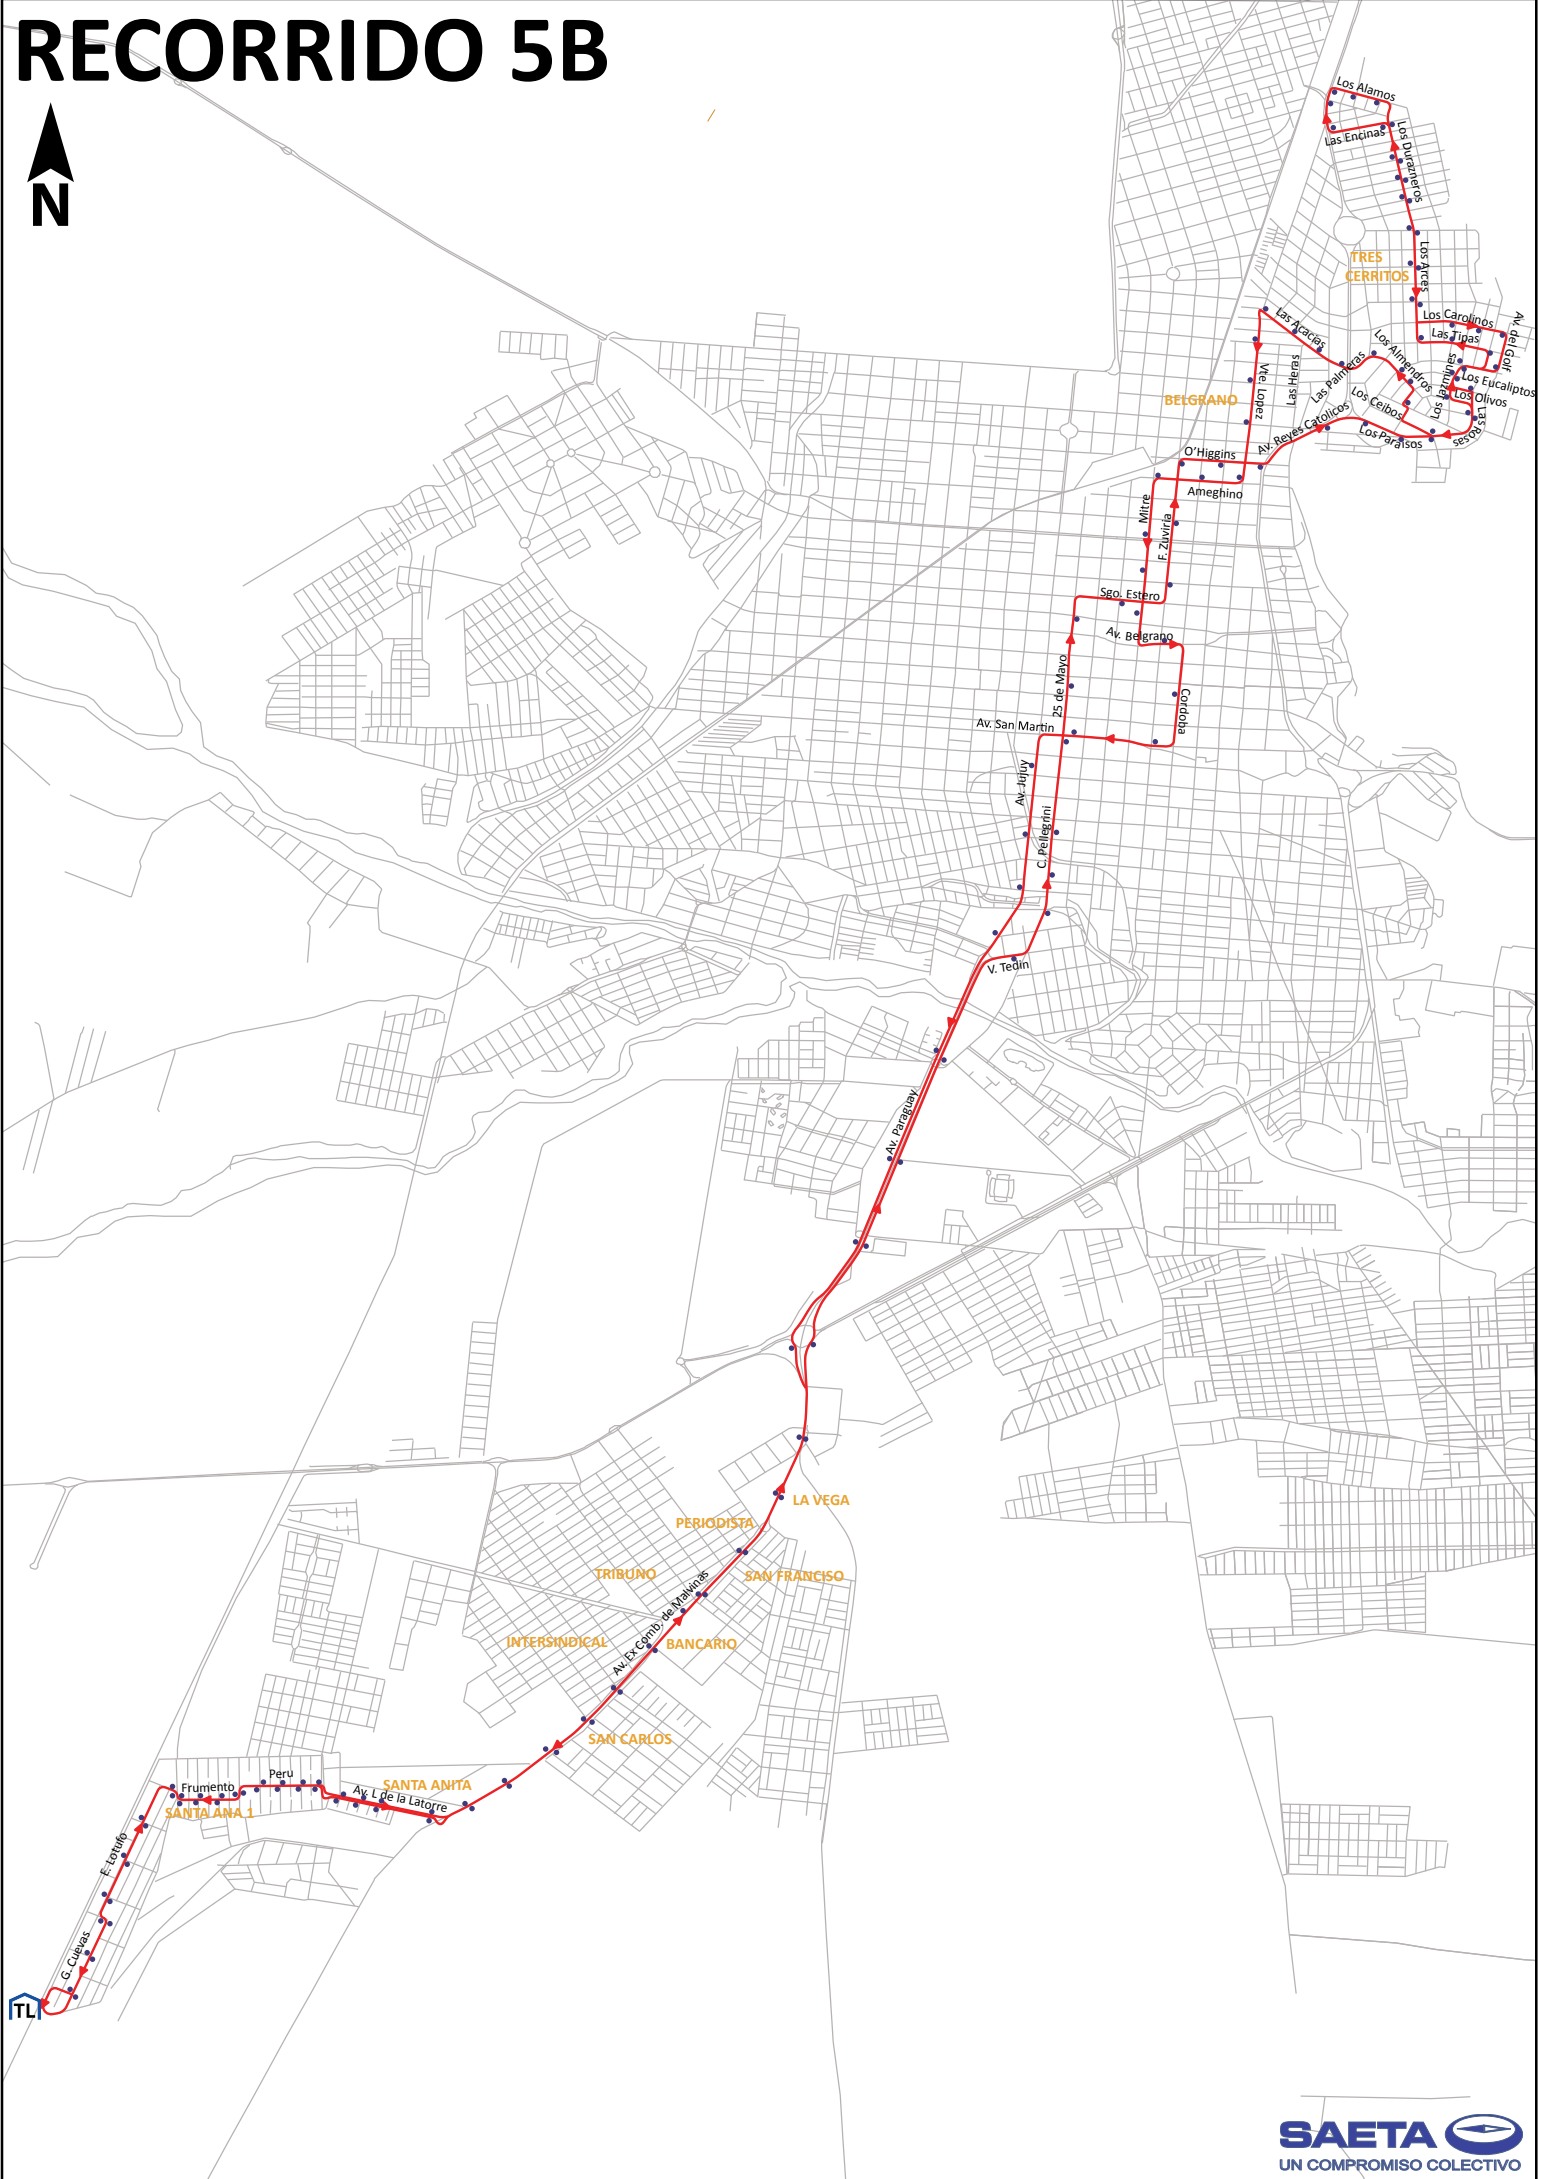 RECORRIDO 5B
N
Los Alamos
Las Encinas
Los Durazneros
TRES
CERRITOS
Los Arces
Los Carolinos
Av. del Golf
Las Tipas
Las Acacias
Los Almendros
Las Palmeras
Las Heras
Vte. Lopez
Los Jazmines
Los Eucaliptos
Los Olivos
Los Ceibos
Las Rosas
BELGRANO
Av. Reyes Catolicos
Los Paraisos
O'Higgins
Ameghino
Mitre
F. Zuviria
Sgo. Estero
Av. Belgrano
25 de Mayo
Cordoba
Av. San Martin
Av. Jujuy
C. Pellegrini
V. Tedin
Av. Paraguay
LA VEGA
PERIODISTA
TRIBUNO
SAN FRANCISO
Av. Ex Comb. de Malvinas
INTERSINDICAL
BANCARIO
SAN CARLOS
SANTA ANITA
Peru
Frumento
Av. L de la Latorre
SANTA ANA 1
E. Lotufo
G. Cuevas
TL
SAETA
UN COMPROMISO COLECTIVO